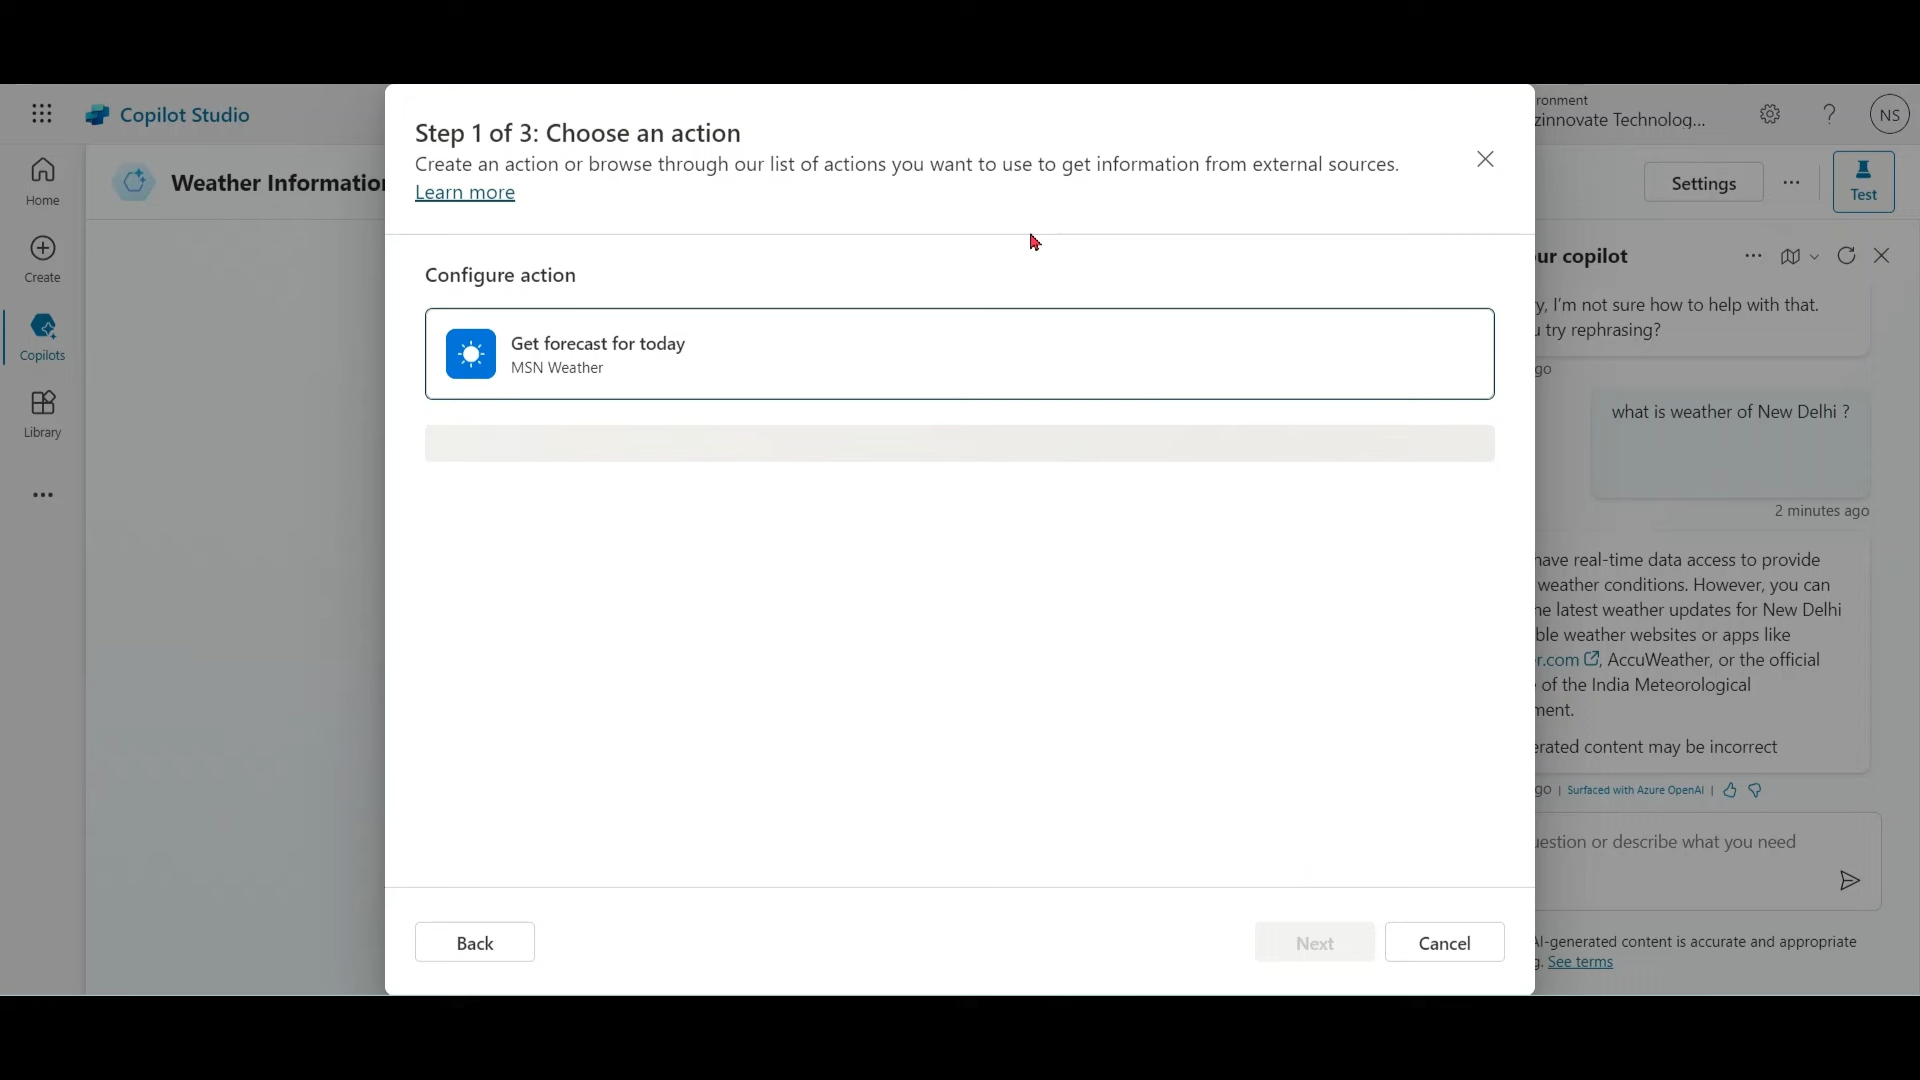 Copilot Studio
ronment
zinnovate Technolog...
NS
Home
Create
Copilots
Library
Weather Information
Settings
Test
Step 1 of 3: Choose an action
Create an action or browse through our list of actions you want to use to get information from external sources.
Learn more
Configure action
Get forecast for today
MSN Weather
Back
Next
Cancel
ur copilot
y, I'm not sure how to help with that.
u try rephrasing?
go
what is weather of New Delhi ?
2 minutes ago
have real-time data access to provide
weather conditions. However, you can
he latest weather updates for New Delhi
ble weather websites or apps like
r.com, AccuWeather, or the official
of the India Meteorological
ment.
erated content may be incorrect
go | Surfaced with Azure OpenAI |
uestion or describe what you need
AI-generated content is accurate and appropriate
g. See terms